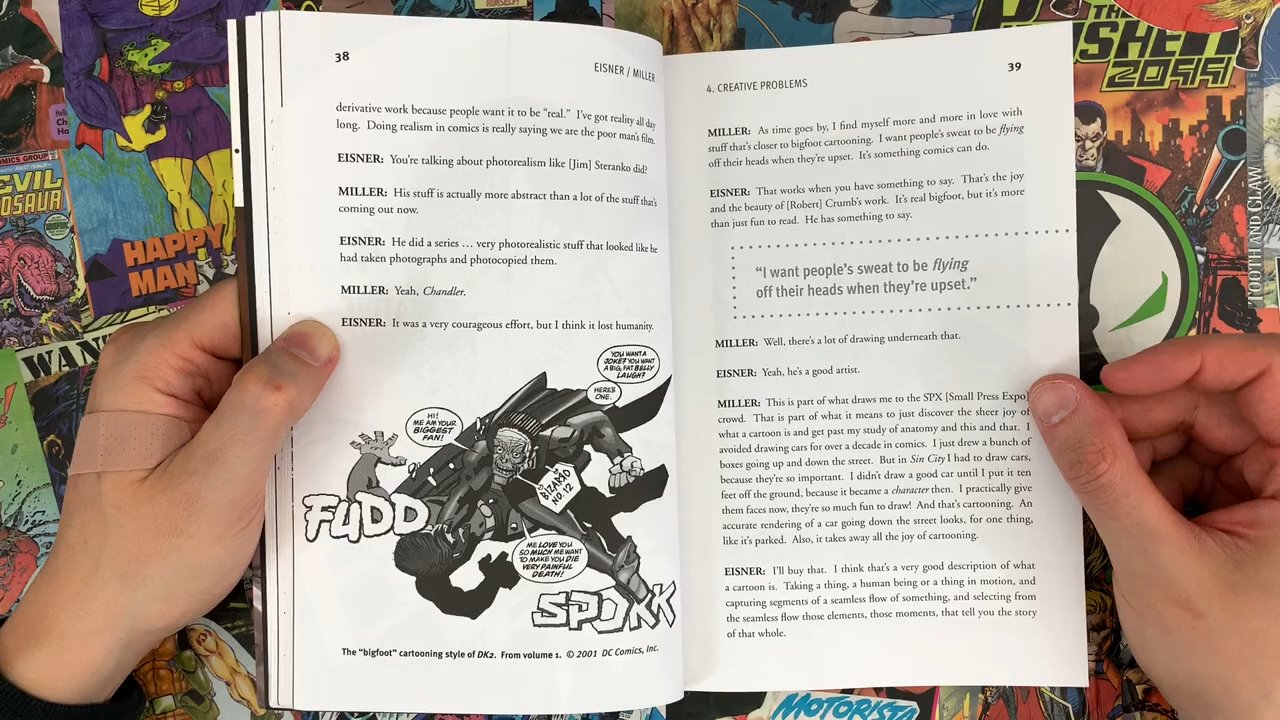 38
EISNER / MILLER
derivative work because people want it to be “real.” I’ve got reality all day
long. Doing realism in comics is really saying we are the poor man’s film.
EISNER: You’re talking about photorealism like [Jim] Steranko did?
MILLER: His stuff is actually more abstract than a lot of the stuff that’s
coming out now.
EISNER: He did a series … very photorealistic stuff that looked like he
had taken photographs and photocopied them.
MILLER: Yeah, Chandler.
EISNER: It was a very courageous effort, but I think it lost humanity.
YOU WANT A
JOKE? YOU WANT
A BIG, FAT BELLY
LAUGH?
HERE'S
ONE.
HI!
ME AM YOUR
BIGGEST
FAN!
BIZARRO
NO. 12
FUDD
ME LOVE YOU
SO MUCH ME WANT
TO MAKE YOU DIE
VERY PAINFUL
DEATH!
SPOKK
The “bigfoot” cartooning style of DK2. From volume 1. © 2001 DC Comics, Inc.
4. CREATIVE PROBLEMS
39
MILLER: As time goes by, I find myself more and more in love with
stuff that’s closer to bigfoot cartooning. I want people’s sweat to be flying
off their heads when they’re upset. It’s something comics can do.
EISNER: That works when you have something to say. That’s the joy
and the beauty of [Robert] Crumb’s work. It’s real bigfoot, but it’s more
than just fun to read. He has something to say.
“I want people’s sweat to be flying
off their heads when they’re upset.”
MILLER: Well, there’s a lot of drawing underneath that.
EISNER: Yeah, he’s a good artist.
MILLER: This is part of what draws me to the SPX [Small Press Expo]
crowd. That is part of what it means to just discover the sheer joy of
what a cartoon is and get past my study of anatomy and this and that. I
avoided drawing cars for over a decade in comics. I just drew a bunch of
boxes going up and down the street. But in Sin City I had to draw cars,
because they’re so important. I didn’t draw a good car until I put it ten
feet off the ground, because it became a character then. I practically give
them faces now, they’re so much fun to draw! And that’s cartooning. An
accurate rendering of a car going down the street looks, for one thing,
like it’s parked. Also, it takes away all the joy of cartooning.
EISNER: I’ll buy that. I think that’s a very good description of what
a cartoon is. Taking a thing, a human being or a thing in motion, and
capturing segments of a seamless flow of something, and selecting from
the seamless flow those elements, those moments, that tell you the story
of that whole.
HAPPY
MAN
COMICS GROUP
EVIL
WANT
THE
2099
TOOTH AND CLAW
MOTORISTA